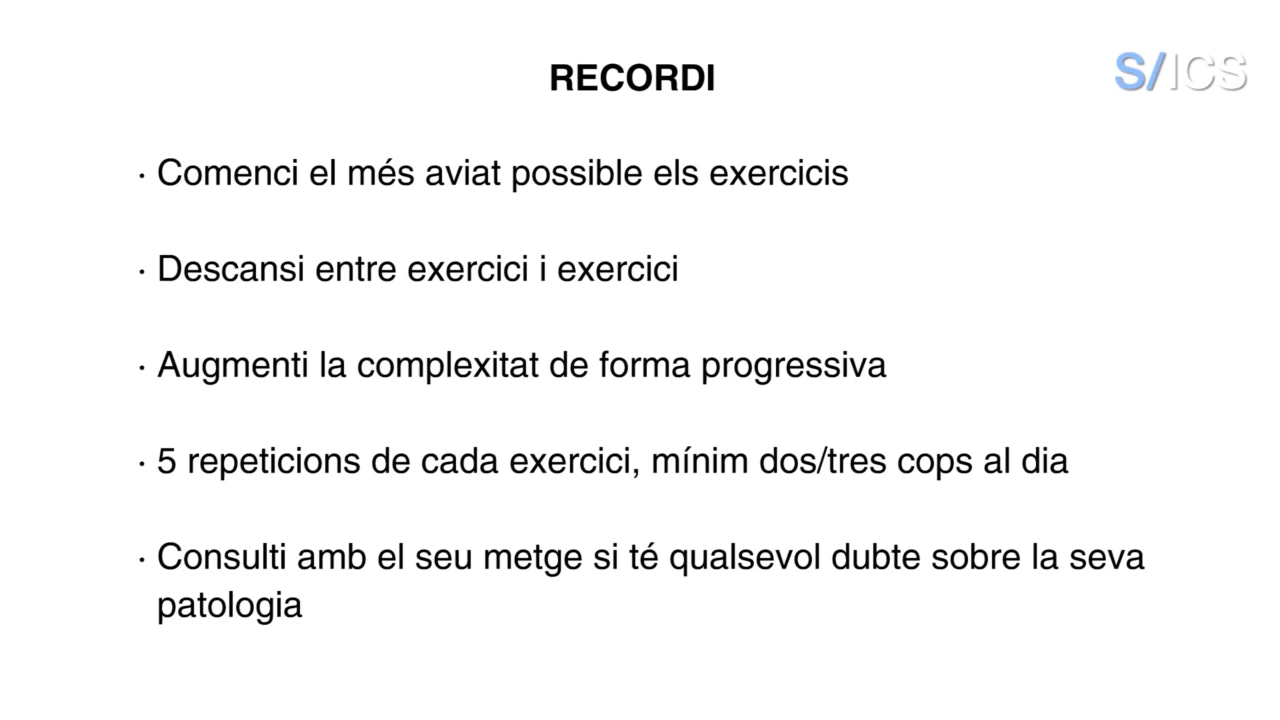 RECORDI
S/ICS
· Comenci el més aviat possible els exercicis
· Descansi entre exercici i exercici
· Augmenti la complexitat de forma progressiva
· 5 repeticions de cada exercici, mínim dos/tres cops al dia
· Consulti amb el seu metge si té qualsevol dubte sobre la seva
patologia